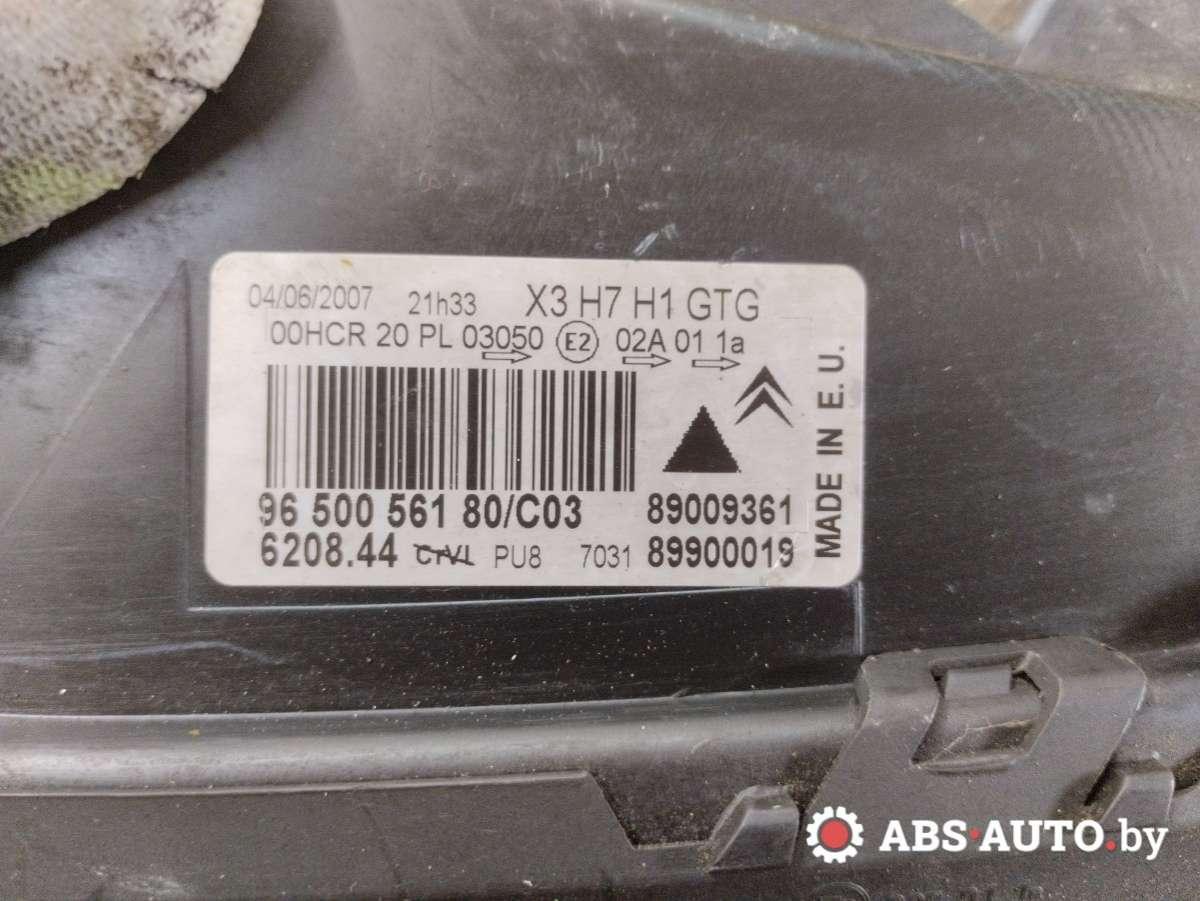 04/06/2007 21h33 X3 H7 H1 GTG
00HCR 20 PL 03050 E2 02A 01 1a
96 500 561 80/C03 89009361
6208.44 CrVL PU8 7031 89900019
MADE IN E. U.
ABS·AUTO.by